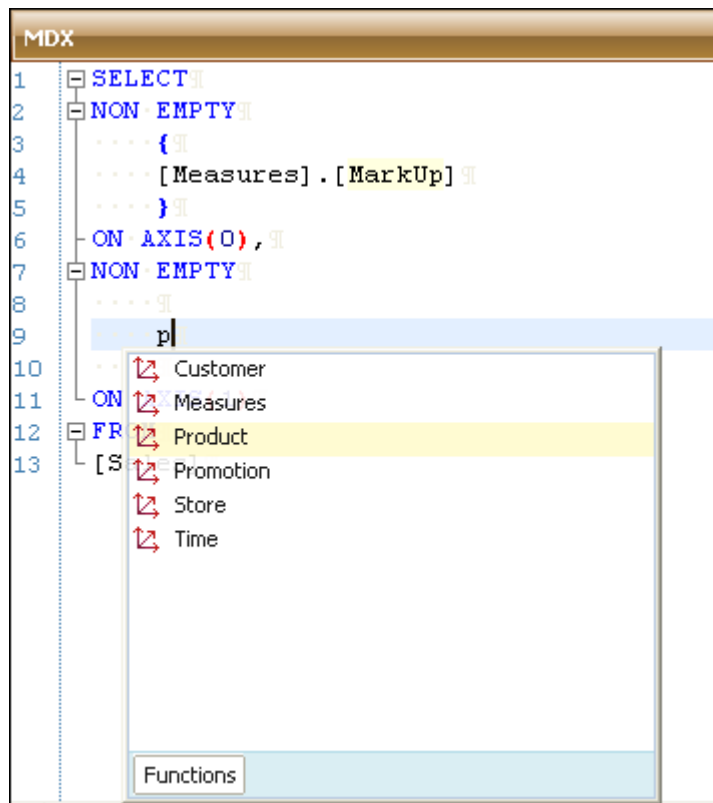 MDX
1 SELECT
2 NON EMPTY
3 {
4 [Measures].[MarkUp]
5 }
6 ON AXIS(0),
7 NON EMPTY
8
9 p
10
11 ON
12 FRO
13 [S
Customer
Measures
Product
Promotion
Store
Time
Functions